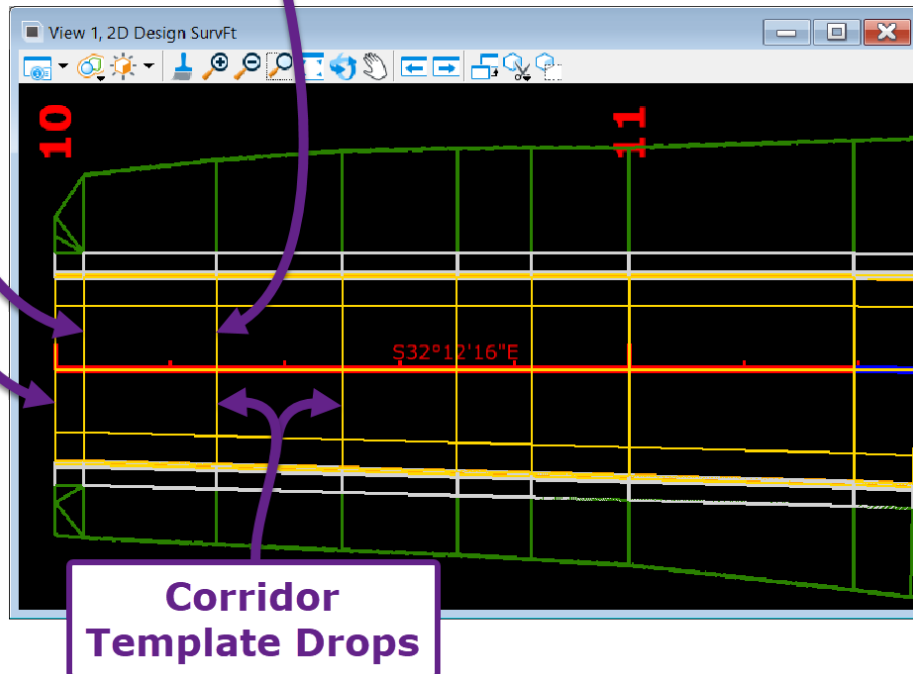 View 1, 2D Design SurvFt
10
11
S32°12'16"E
Corridor
Template Drops